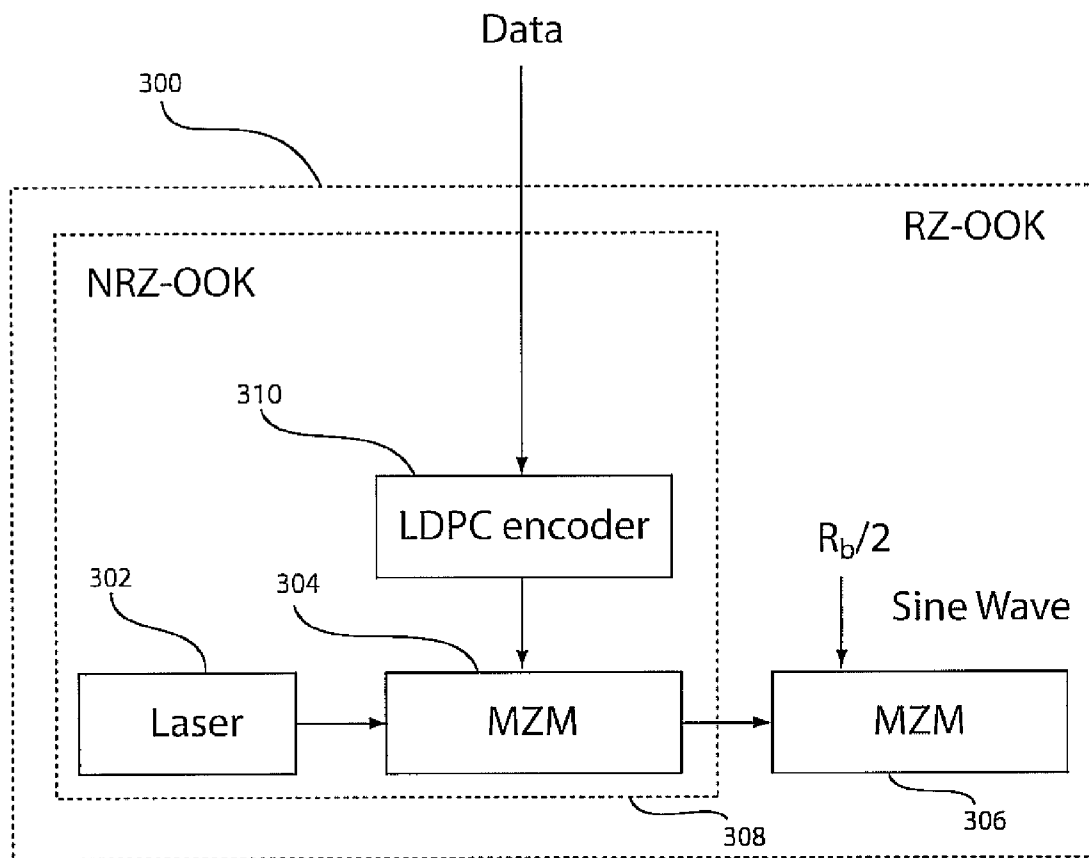 Data
300
RZ-OOK
NRZ-OOK
310
LDPC encoder
R_b/2
302
304
Sine Wave
Laser
MZM
MZM
308
306